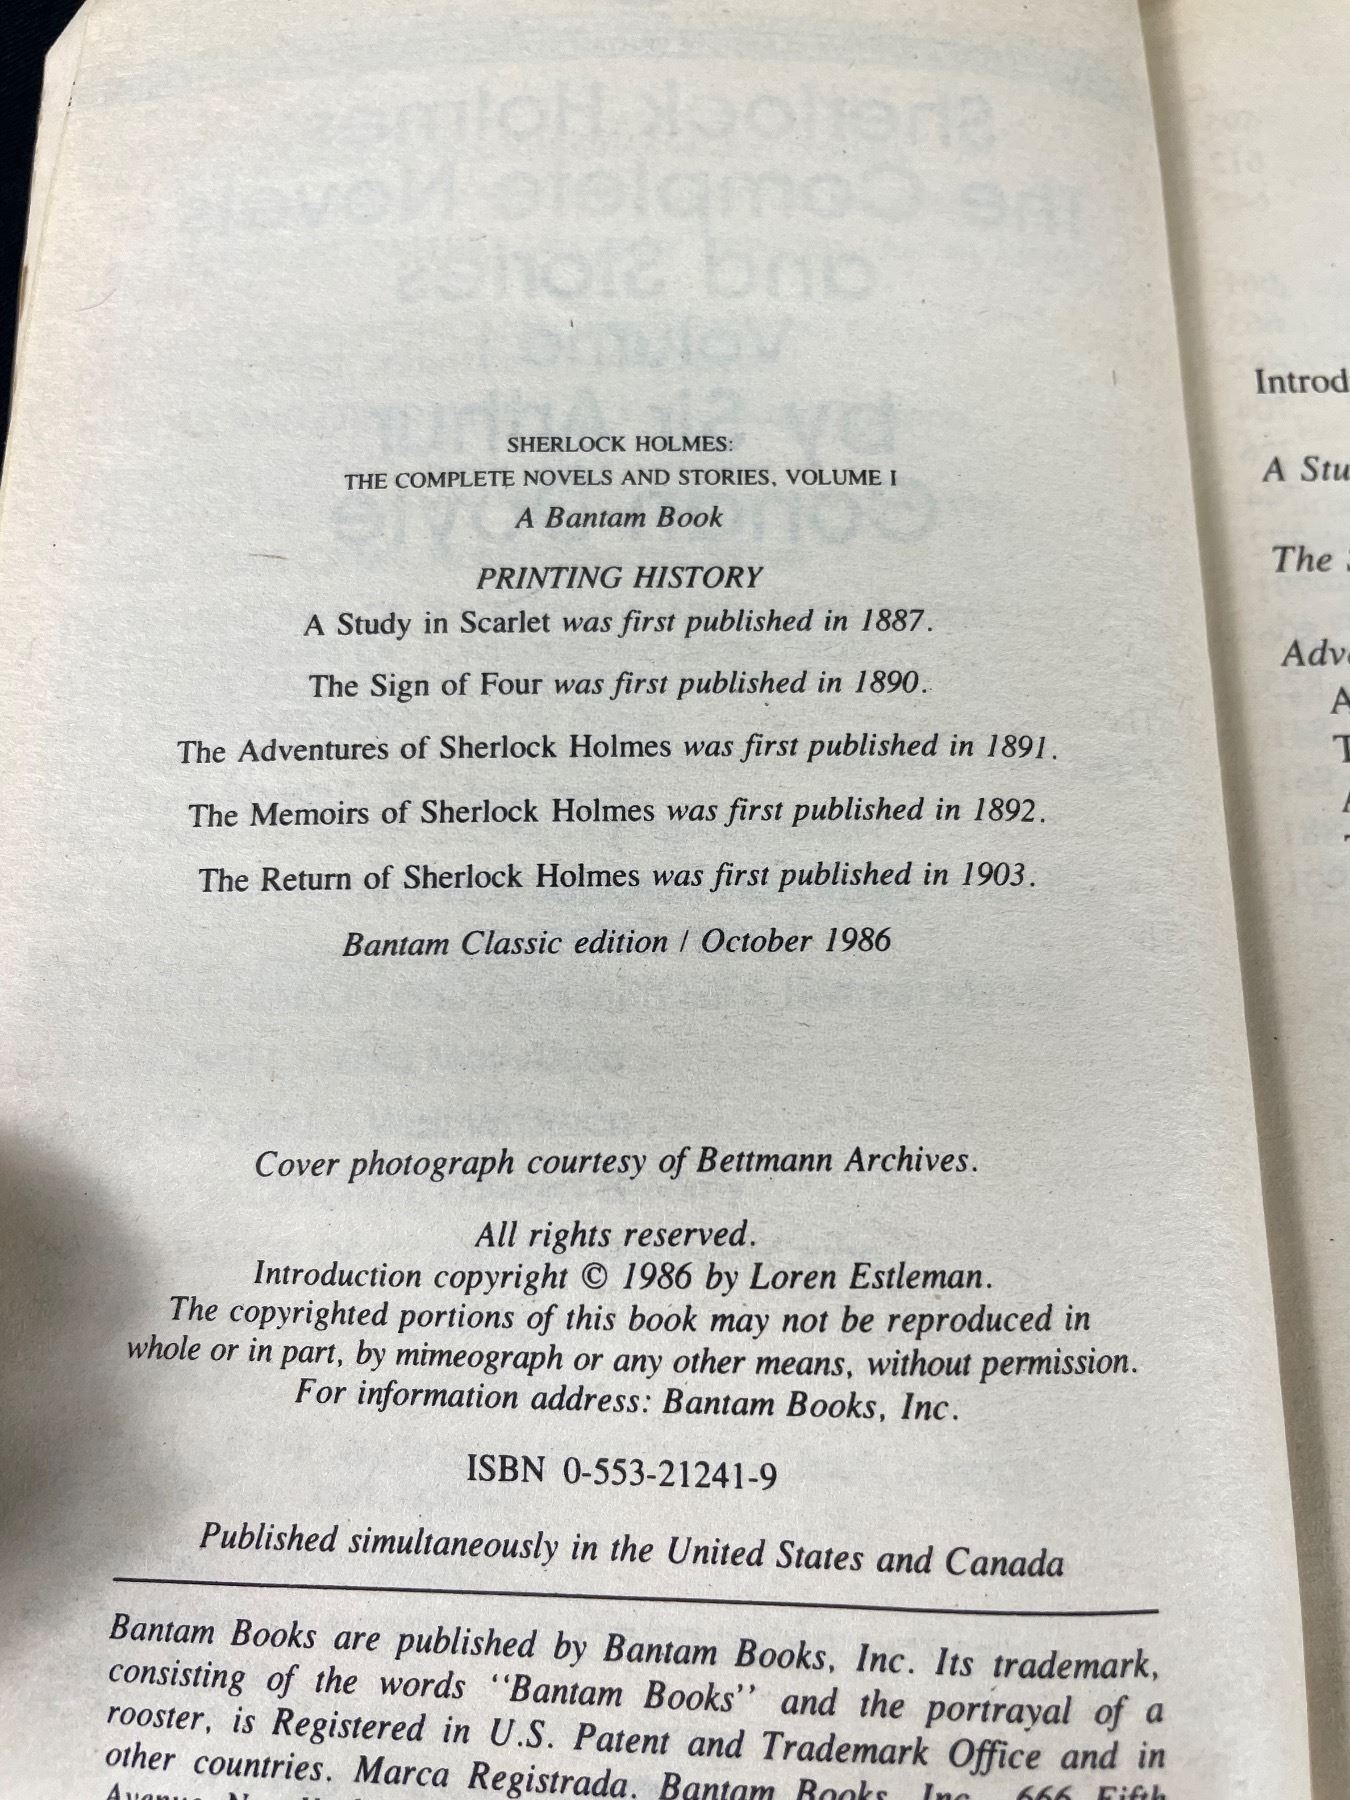 SHERLOCK HOLMES:
THE COMPLETE NOVELS AND STORIES, VOLUME I
A Bantam Book
PRINTING HISTORY
A Study in Scarlet was first published in 1887.
The Sign of Four was first published in 1890.
The Adventures of Sherlock Holmes was first published in 1891.
The Memoirs of Sherlock Holmes was first published in 1892.
The Return of Sherlock Holmes was first published in 1903.
Bantam Classic edition / October 1986
Cover photograph courtesy of Bettmann Archives.
All rights reserved.
Introduction copyright © 1986 by Loren Estleman.
The copyrighted portions of this book may not be reproduced in
whole or in part, by mimeograph or any other means, without permission.
For information address: Bantam Books, Inc.
ISBN 0-553-21241-9
Published simultaneously in the United States and Canada
Bantam Books are published by Bantam Books, Inc. Its trademark,
consisting of the words "Bantam Books" and the portrayal of a
rooster, is Registered in U.S. Patent and Trademark Office and in
other countries. Marca Registrada. Bantam Books, Inc., 666 Fifth
Introd
A Stu
The
Adve
A
T
A